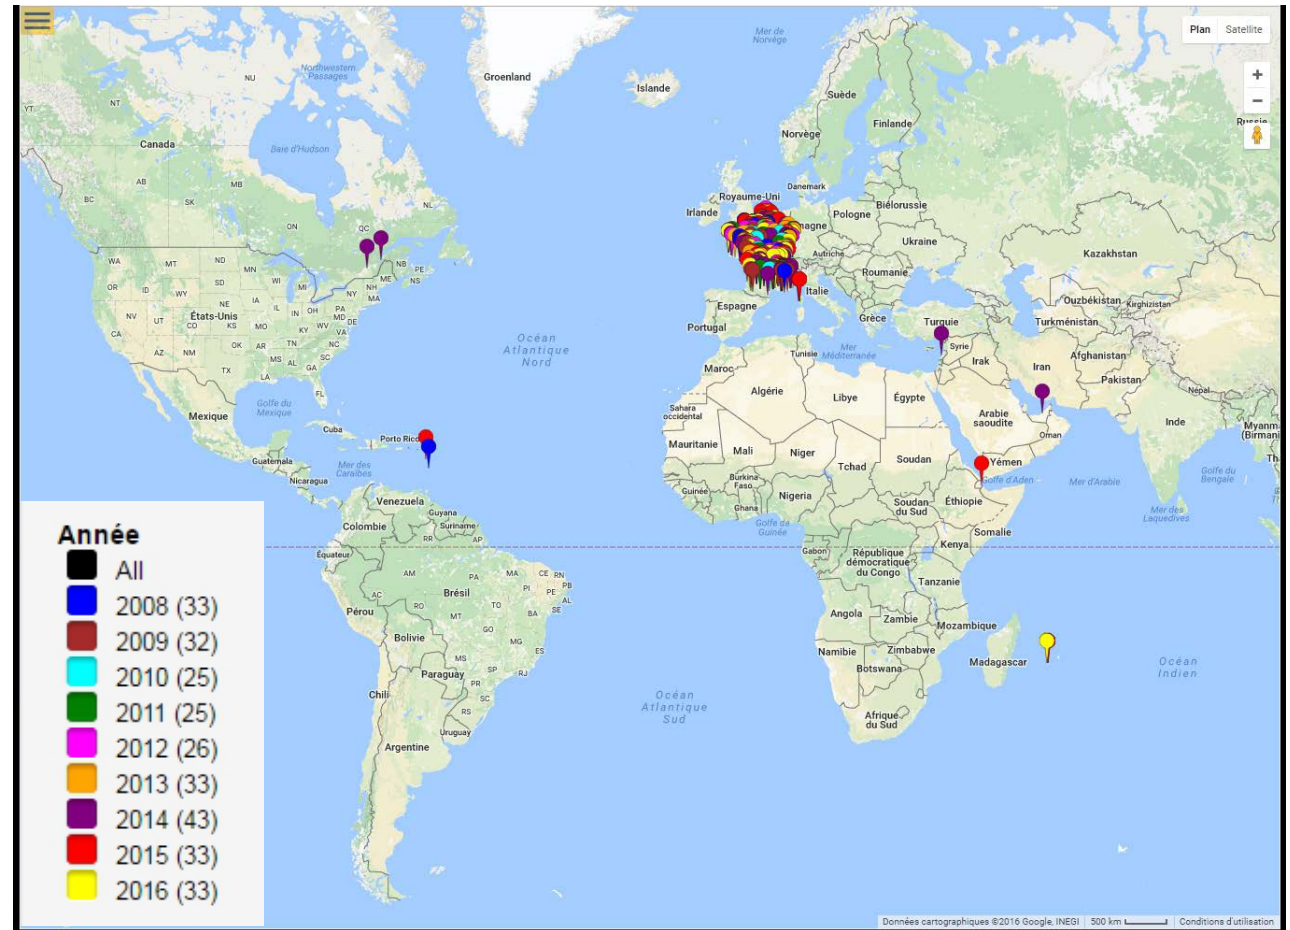 Plan Satellite
Mer de
Norvège
Groenland
Islande
Suède
Finlande
Norvège
Russie
Northwestern
Passages
NU
NT
YT
Canada
Baie d'Hudson
AB
MB
BC
SK
ON
QC
NL
NB
PE
NS
ME
Danemark
Royaume-Uni
Irlande
Biélorussie
Pologne
magne
Ukraine
Autriche
Roumanie
Kazakhstan
Italie
Espagne
Portugal
Grèce
Turquie
Ouzbékistan
Kirghizistan
Turkménistan
WA
MT
ND
MN
OR
ID
SD
WI
MI
WY
NE
IA
IL
IN
OH
PA
NY
NH
MA
NV
UT
États-Unis
CO
KS
MO
KY
WV
VA
MD
DE
CA
AZ
NM
OK
AR
TN
NC
SC
MS
AL
GA
TX
LA
FL
Océan
Atlantique
Nord
Tunisie
Mer
Méditerranée
Syrie
Irak
Iran
Afghanistan
Pakistan
Népal
Maroc
Algérie
Libye
Égypte
Arabie
saoudite
Oman
Inde
Myanm
(Birmani
Sahara
occidental
Golfe du
Mexique
Mexique
Cuba
Porto Rico
Guatemala
Nicaragua
Mer des
Caraïbes
Mauritanie
Mali
Niger
Tchad
Soudan
Yémen
Golfe d'Aden
Mer d'Arabie
Golfe du
Bengale
Th
Burkina
Faso
Guinée
Ghana
Nigeria
Golfe de
Guinée
Soudan
du Sud
Éthiopie
Somalie
Mer des
Laquedives
Venezuela
Guyana
Suriname
Colombie
RR
AP
Équateur
Gabon
République
démocratique
du Congo
Kenya
Tanzanie
AM
PA
MA
CE
RN
PB
PI
PE
AL
SE
AC
RO
TO
BA
Brésil
Pérou
MT
GO
MG
ES
Bolivie
MS
SP
RJ
PR
Paraguay
SC
Chili
RS
Uruguay
Argentine
Angola
Zambie
Mozambique
Namibie
Zimbabwe
Botswana
Madagascar
Afrique
du Sud
Océan
Atlantique
Sud
Océan
Indien
Année
All
2008 (33)
2009 (32)
2010 (25)
2011 (25)
2012 (26)
2013 (33)
2014 (43)
2015 (33)
2016 (33)
Données cartographiques ©2016 Google, INEGI 500 km Conditions d'utilisation